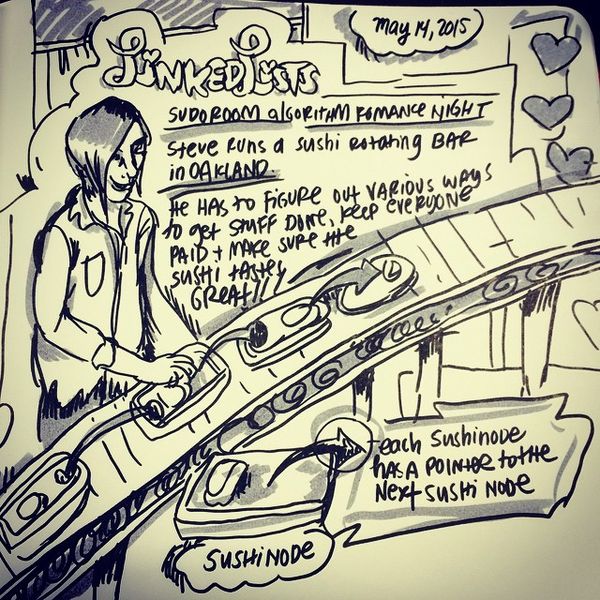 May 14, 2015
LiNKED LiSTS
SUDOROOM algORITHM ROMANCE NIGHT
Steve RUNS a SUSHI ROtatING BAR
in OAKLAND.
He HAS to FIGURE OUT VARIOUS WAYS
to get STUFF DONE, KEEP EVERYONE
PAID + MAKE SURE tHE
SUSHI tASTES
GREAT!!!
each SUSHINODE
HAS A POINTER to tHE
Next SUSHI NODE
SUSHINODE